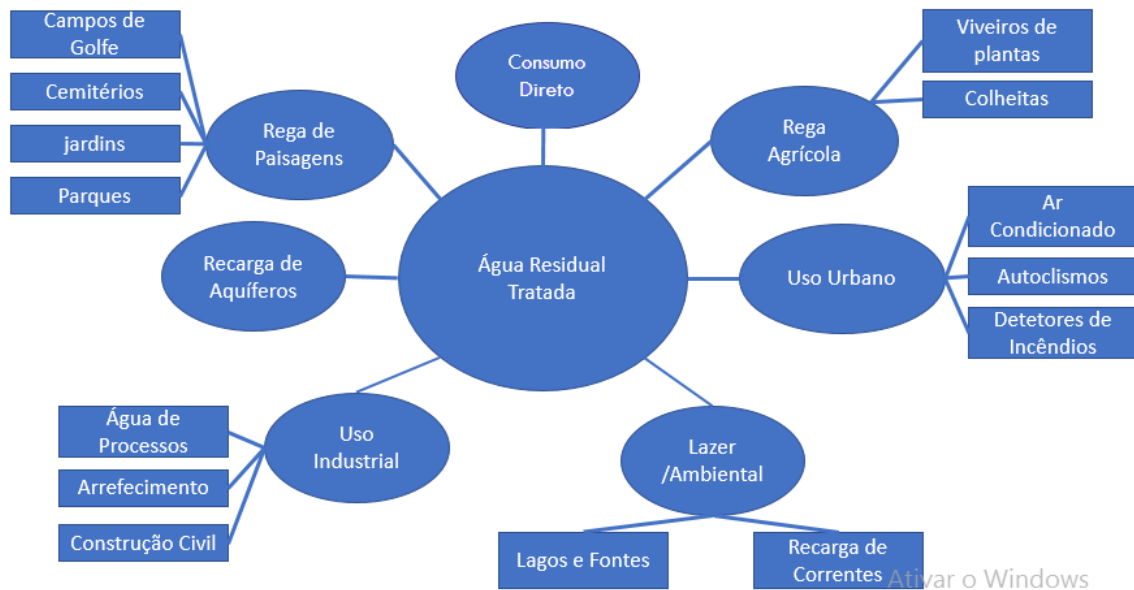 Campos de
Golfe
Cemitérios
jardins
Parques
Rega de
Paisagens
Consumo
Direto
Rega
Agrícola
Viveiros de
plantas
Colheitas
Recarga de
Aquíferos
Água Residual
Tratada
Uso Urbano
Ar
Condicionado
Autoclismos
Detetores de
Incêndios
Água de
Processos
Arrefecimento
Construção Civil
Uso
Industrial
Lazer
/Ambiental
Lagos e Fontes
Recarga de
Correntes
Ativar o Windows